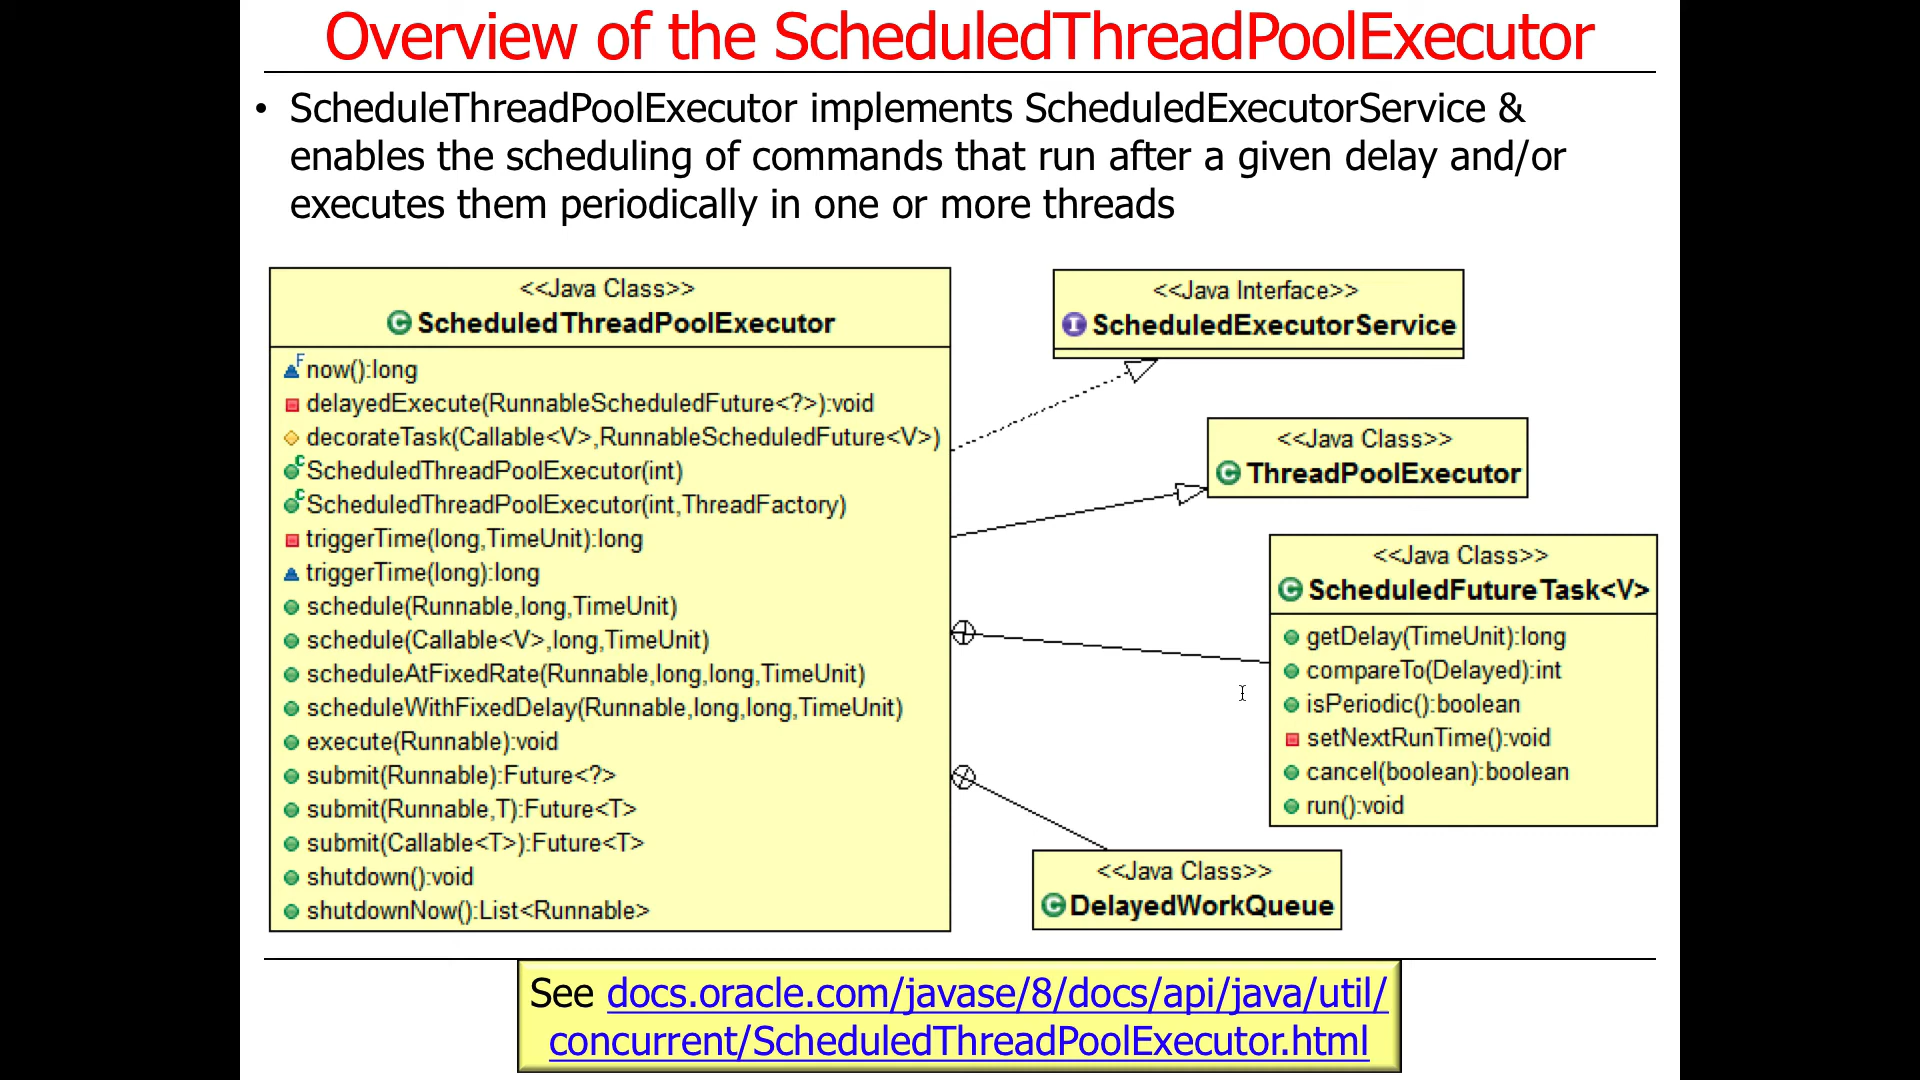 Overview of the ScheduledThreadPoolExecutor
• ScheduleThreadPoolExecutor implements ScheduledExecutorService &
enables the scheduling of commands that run after a given delay and/or
executes them periodically in one or more threads
<<Java Class>>
ScheduledThreadPoolExecutor
now():long
delayedExecute(RunnableScheduledFuture<?>):void
decorateTask(Callable<V>,RunnableScheduledFuture<V>)
ScheduledThreadPoolExecutor(int)
ScheduledThreadPoolExecutor(int,ThreadFactory)
triggerTime(long,TimeUnit):long
triggerTime(long):long
schedule(Runnable,long,TimeUnit)
schedule(Callable<V>,long,TimeUnit)
scheduleAtFixedRate(Runnable,long,long,TimeUnit)
scheduleWithFixedDelay(Runnable,long,long,TimeUnit)
execute(Runnable):void
submit(Runnable):Future<?>
submit(Runnable,T):Future<T>
submit(Callable<T>):Future<T>
shutdown():void
shutdownNow():List<Runnable>
<<Java Interface>>
ScheduledExecutorService
<<Java Class>>
ThreadPoolExecutor
<<Java Class>>
ScheduledFutureTask<V>
getDelay(TimeUnit):long
compareTo(Delayed):int
isPeriodic():boolean
setNextRunTime():void
cancel(boolean):boolean
run():void
<<Java Class>>
DelayedWorkQueue
See docs.oracle.com/javase/8/docs/api/java/util/
concurrent/ScheduledThreadPoolExecutor.html